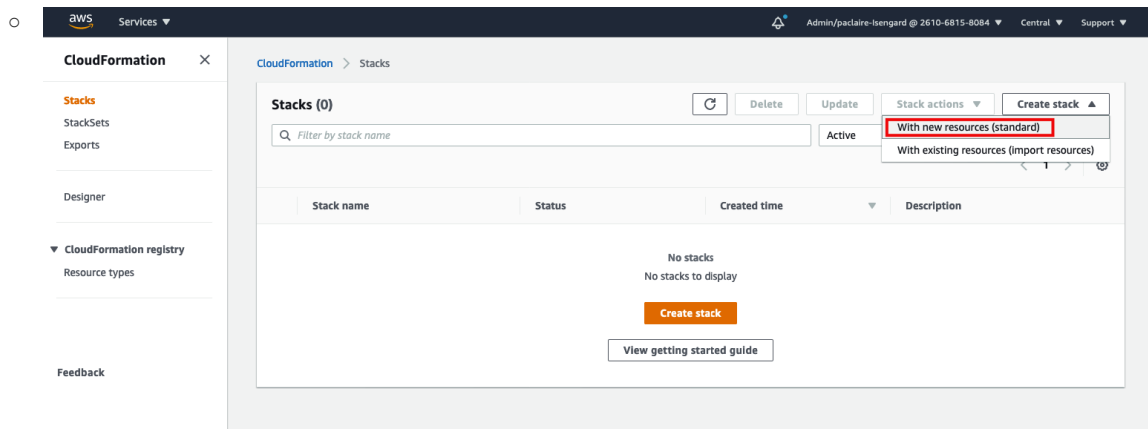 aws Services ▼ Admin/paclaire-Isengard @ 2610-6815-8084 ▼ Central ▼ Support ▼
CloudFormation ×
Stacks
StackSets
Exports
Designer
▼ CloudFormation registry
Resource types
Feedback
CloudFormation > Stacks
Stacks (0) Delete Update Stack actions ▼ Create stack ▲
Filter by stack name Active
With new resources (standard)
With existing resources (import resources)
< 1 >
Stack name Status Created time ▼ Description
No stacks
No stacks to display
Create stack
View getting started guide